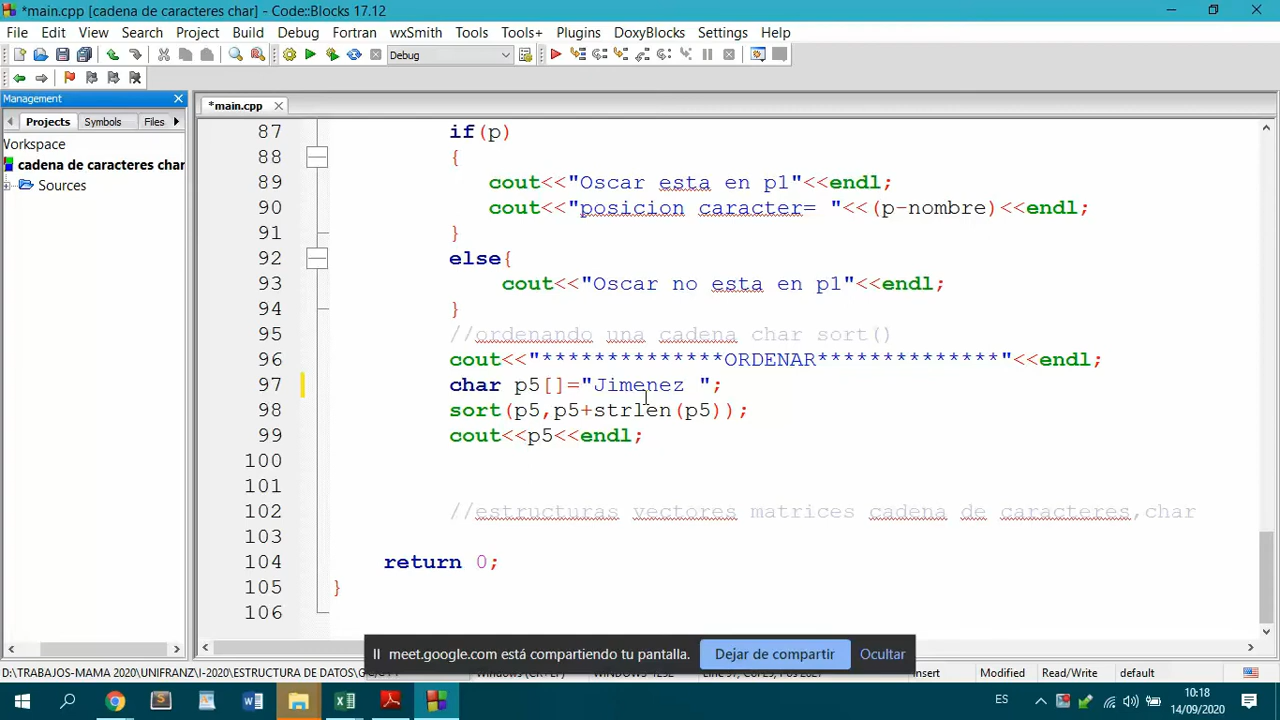 *main.cpp [cadena de caracteres char] - Code::Blocks 17.12
File Edit View Search Project Build Debug Fortran wxSmith Tools Tools+ Plugins DoxyBlocks Settings Help
Debug
Management
*main.cpp
Projects Symbols Files
Workspace
cadena de caracteres char
Sources
87 if(p)
88 {
89 cout<<"Oscar esta en p1"<<endl;
90 cout<<"posicion caracter= "<<(p-nombre)<<endl;
91 }
92 else{
93 cout<<"Oscar no esta en p1"<<endl;
94 }
95 //ordenando una cadena char sort()
96 cout<<"**************ORDENAR**************"<<endl;
97 char p5[]="Jimenez ";
98 sort(p5,p5+strlen(p5));
99 cout<<p5<<endl;
100
101
102 //estructuras vectores matrices cadena de caracteres,char
103
104 return 0;
105 }
106
meet.google.com está compartiendo tu pantalla. Dejar de compartir Ocultar
D:\TRABAJOS-MAMA 2020\UNIFRANZ\I-2020\ESTRUCTURA DE DATOS\GC Insert Modified Read/Write default
ES
10:18
14/09/2020